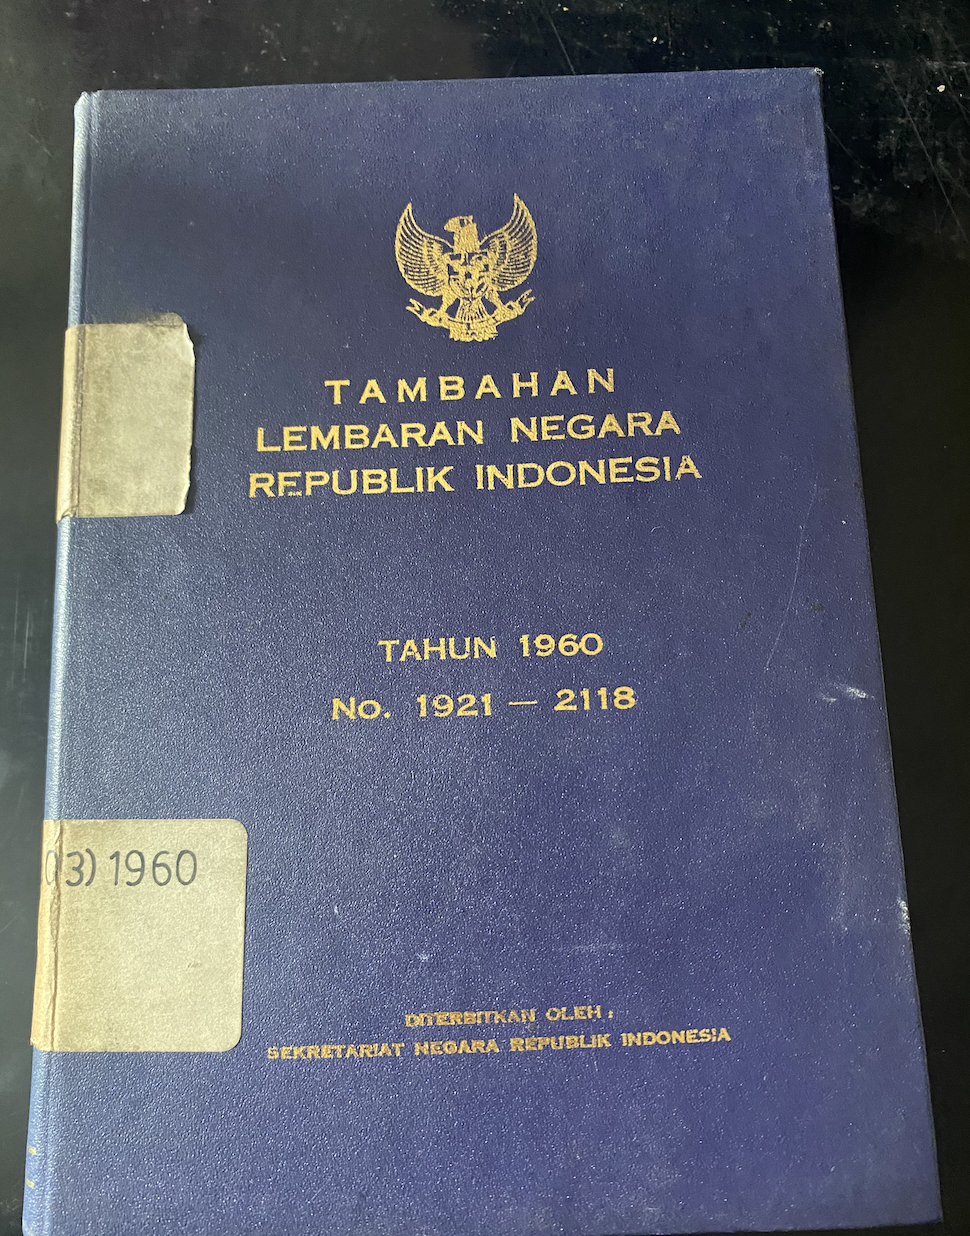 TAMBAHAN
LEMBARAN NEGARA
REPUBLIK INDONESIA
TAHUN 1960
No. 1921 — 2118
3) 1960
DITERBITKAN OLEH :
SEKRETARIAT NEGARA REPUBLIK INDONESIA